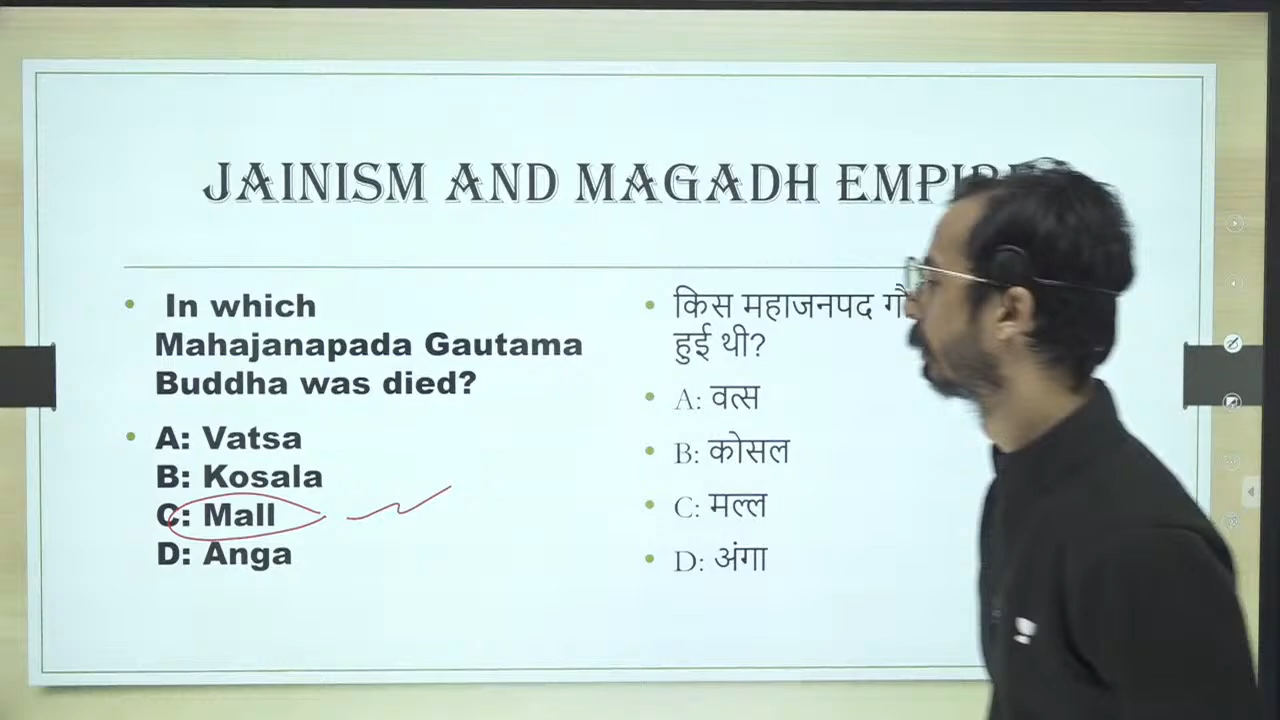 JAINISM AND MAGADH
In which
Mahajanapada Gautama
Buddha was died?
A: Vatsa
B: Kosala
C: Mall
D: Anga
किस महाजनपद
हुई थी?
A: वत्स
B: कोसल
C: मल्ल
D: अंगा